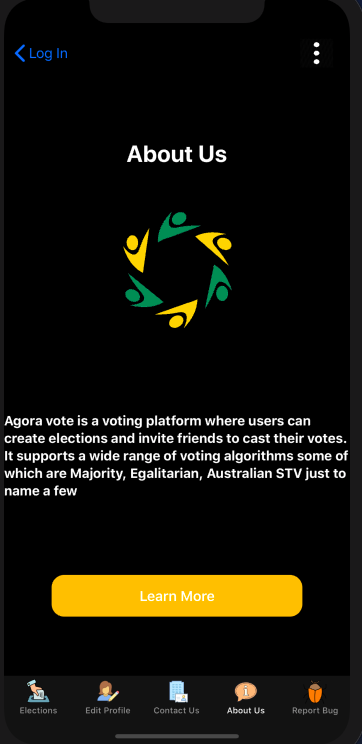 Log In
About Us
Agora vote is a voting platform where users can
create elections and invite friends to cast their votes.
It supports a wide range of voting algorithms some of
which are Majority, Egalitarian, Australian STV just to
name a few
Learn More
Elections
Edit Profile
Contact Us
About Us
Report Bug